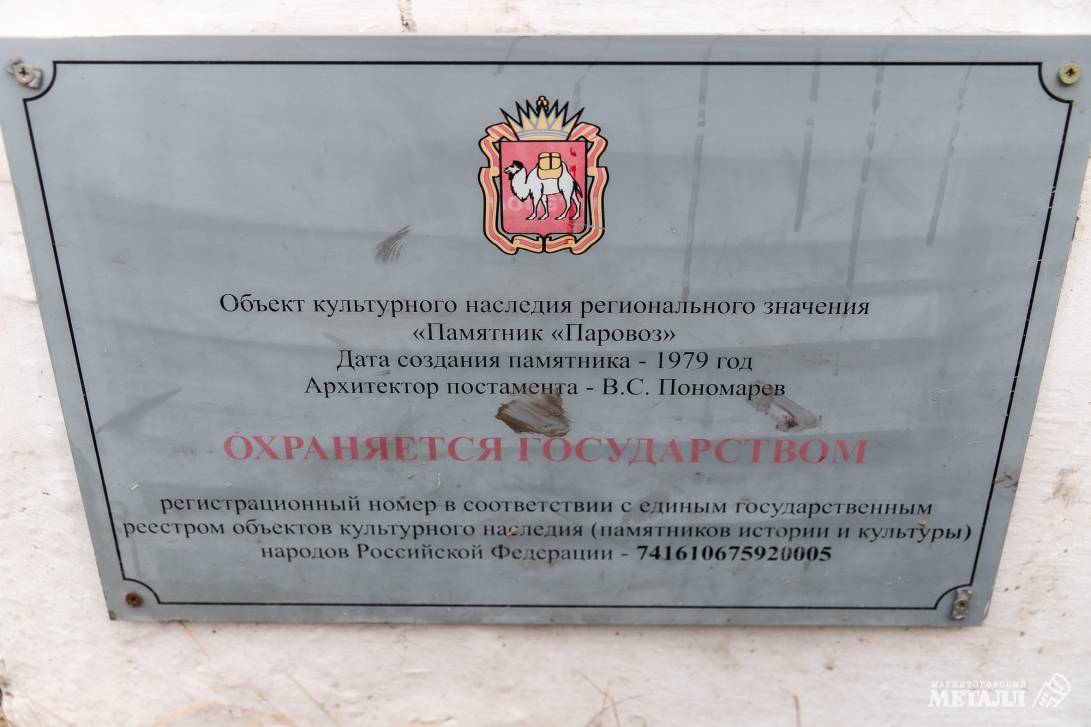 Объект культурного наследия регионального значения
«Памятник «Паровоз»
Дата создания памятника - 1979 год
Архитектор постамента - В.С. Пономарев
ОХРАНЯЕТСЯ ГОСУДАРСТВОМ
регистрационный номер в соответствии с единым государственным
реестром объектов культурного наследия (памятников истории и культуры)
народов Российской Федерации - 741610675920005
МАГНИТОГОРСКИЙ
МЕТАЛЛ